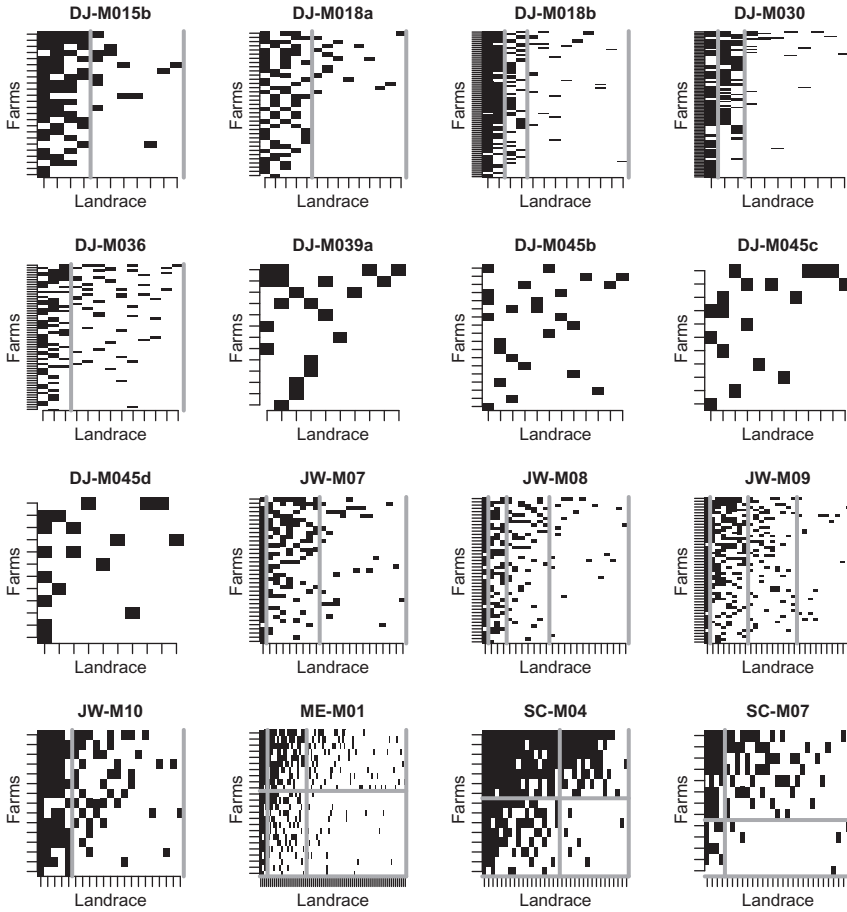 DJ-M015b DJ-M018a DJ-M018b DJ-M030
Farms Farms Farms Farms
Landrace Landrace Landrace Landrace
DJ-M036 DJ-M039a DJ-M045b DJ-M045c
Farms Farms Farms Farms
Landrace Landrace Landrace Landrace
DJ-M045d JW-M07 JW-M08 JW-M09
Farms Farms Farms Farms
Landrace Landrace Landrace Landrace
JW-M10 ME-M01 SC-M04 SC-M07
Farms Farms Farms Farms
Landrace Landrace Landrace Landrace